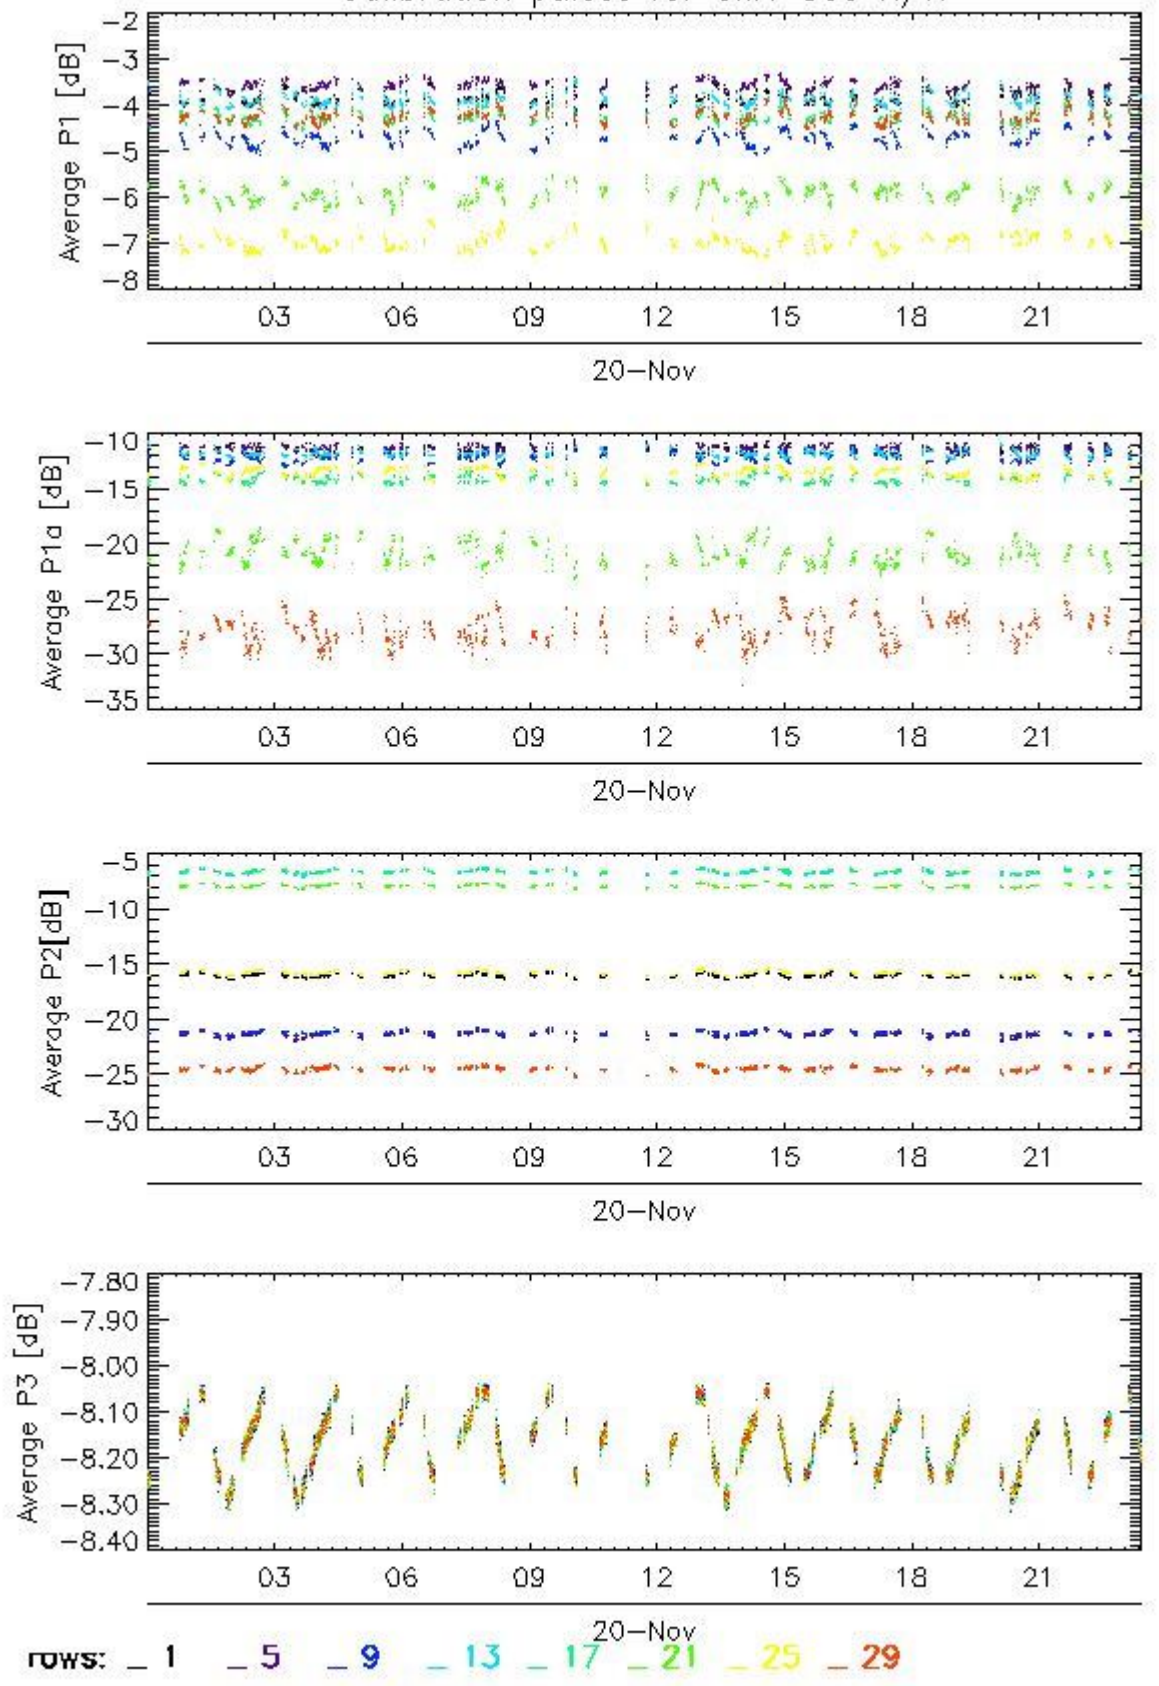 −2
−3
−4
−5
−6
−7
−8
Average P1 [dB]
03 06 09 12 15 18 21
20−Nov
−10
−15
−20
−25
−30
−35
Average P1a [dB]
03 06 09 12 15 18 21
20−Nov
−5
−10
−15
−20
−25
−30
Average P2[dB]
03 06 09 12 15 18 21
20−Nov
−7.80
−7.90
−8.00
−8.10
−8.20
−8.30
−8.40
Average P3 [dB]
03 06 09 12 15 18 21
20−Nov
rows: _ 1 _ 5 _ 9 _ 13 _ 17 _ 21 _ 25 _ 29